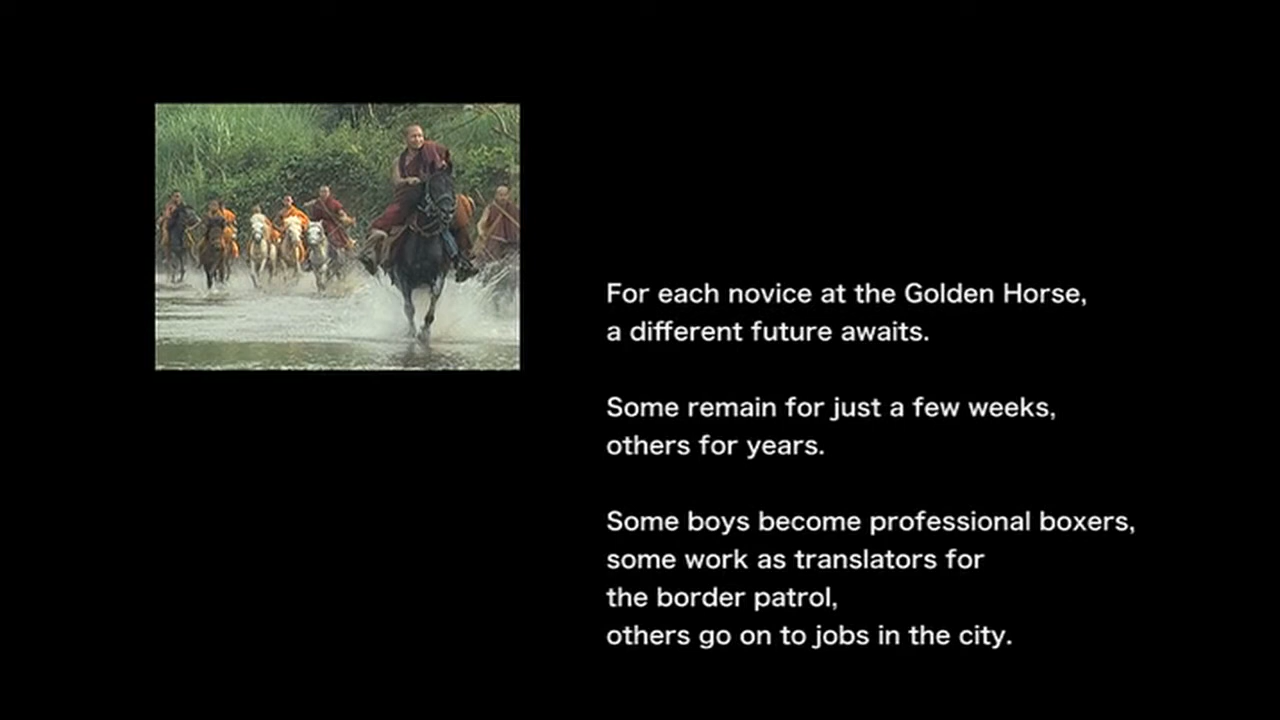 For each novice at the Golden Horse,
a different future awaits.
Some remain for just a few weeks,
others for years.
Some boys become professional boxers,
some work as translators for
the border patrol,
others go on to jobs in the city.